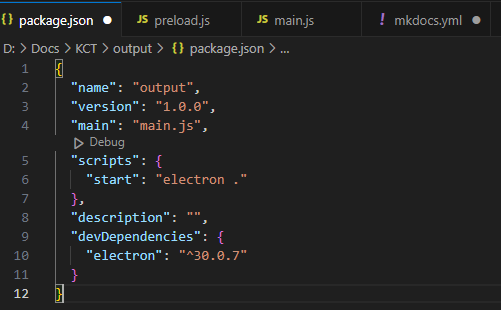 {} package.json ● JS preload.js JS main.js ! mkdocs.yml ●
D: > Docs > KCT > output > {} package.json > ...
1 {
2 "name": "output",
3 "version": "1.0.0",
4 "main": "main.js",
Debug
5 "scripts": {
6 "start": "electron ."
7 },
8 "description": "",
9 "devDependencies": {
10 "electron": "^30.0.7"
11 }
12 }